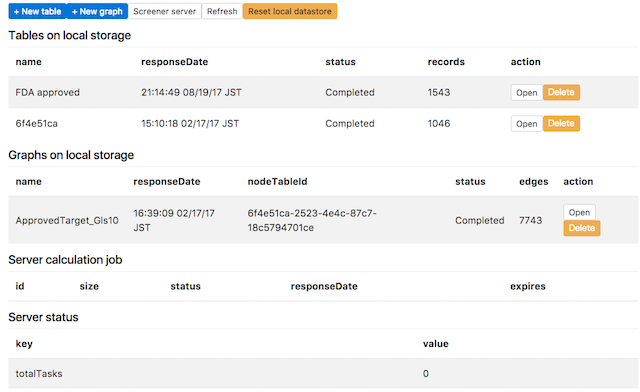 + New table + New graph Screener server Refresh Reset local datastore
Tables on local storage
name responseDate status records action
FDA approved 21:14:49 08/19/17 JST Completed 1543 Open Delete
6f4e51ca 15:10:18 02/17/17 JST Completed 1046 Open Delete
Graphs on local storage
name responseDate nodeTableId status edges action
ApprovedTarget_Gls10 16:39:09 02/17/17 JST 6f4e51ca-2523-4e4c-87c7-18c5794701ce Completed 7743 Open Delete
Server calculation job
id size status responseDate expires
Server status
key value
totalTasks 0